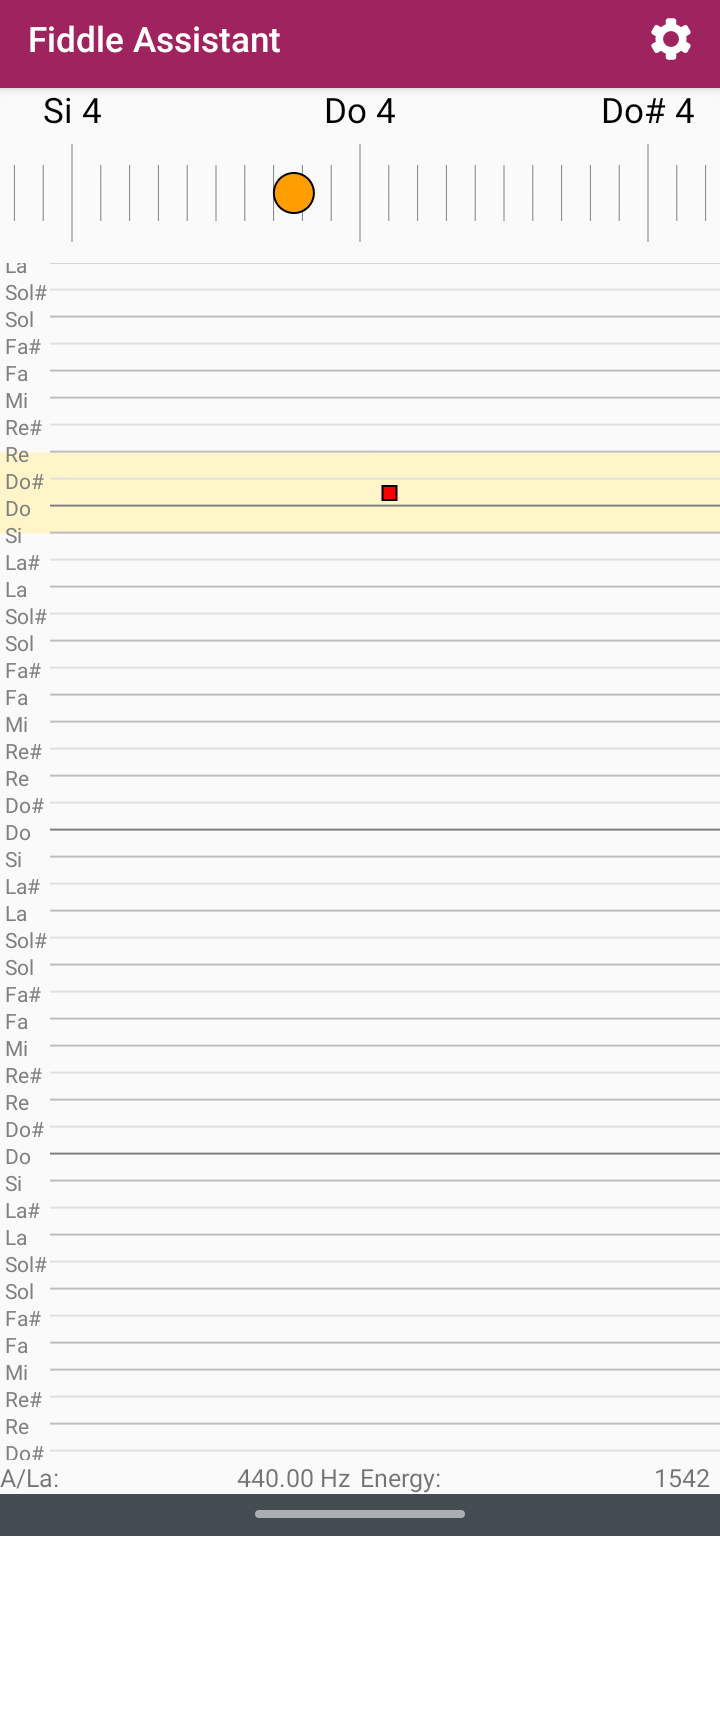 Fiddle Assistant
Si 4 Do 4 Do# 4
La
Sol#
Sol
Fa#
Fa
Mi
Re#
Re
Do#
Do
Si
La#
La
Sol#
Sol
Fa#
Fa
Mi
Re#
Re
Do#
Do
Si
La#
La
Sol#
Sol
Fa#
Fa
Mi
Re#
Re
Do#
Do
Si
La#
La
Sol#
Sol
Fa#
Fa
Mi
Re#
Re
Do#
A/La: 440.00 Hz Energy: 1542